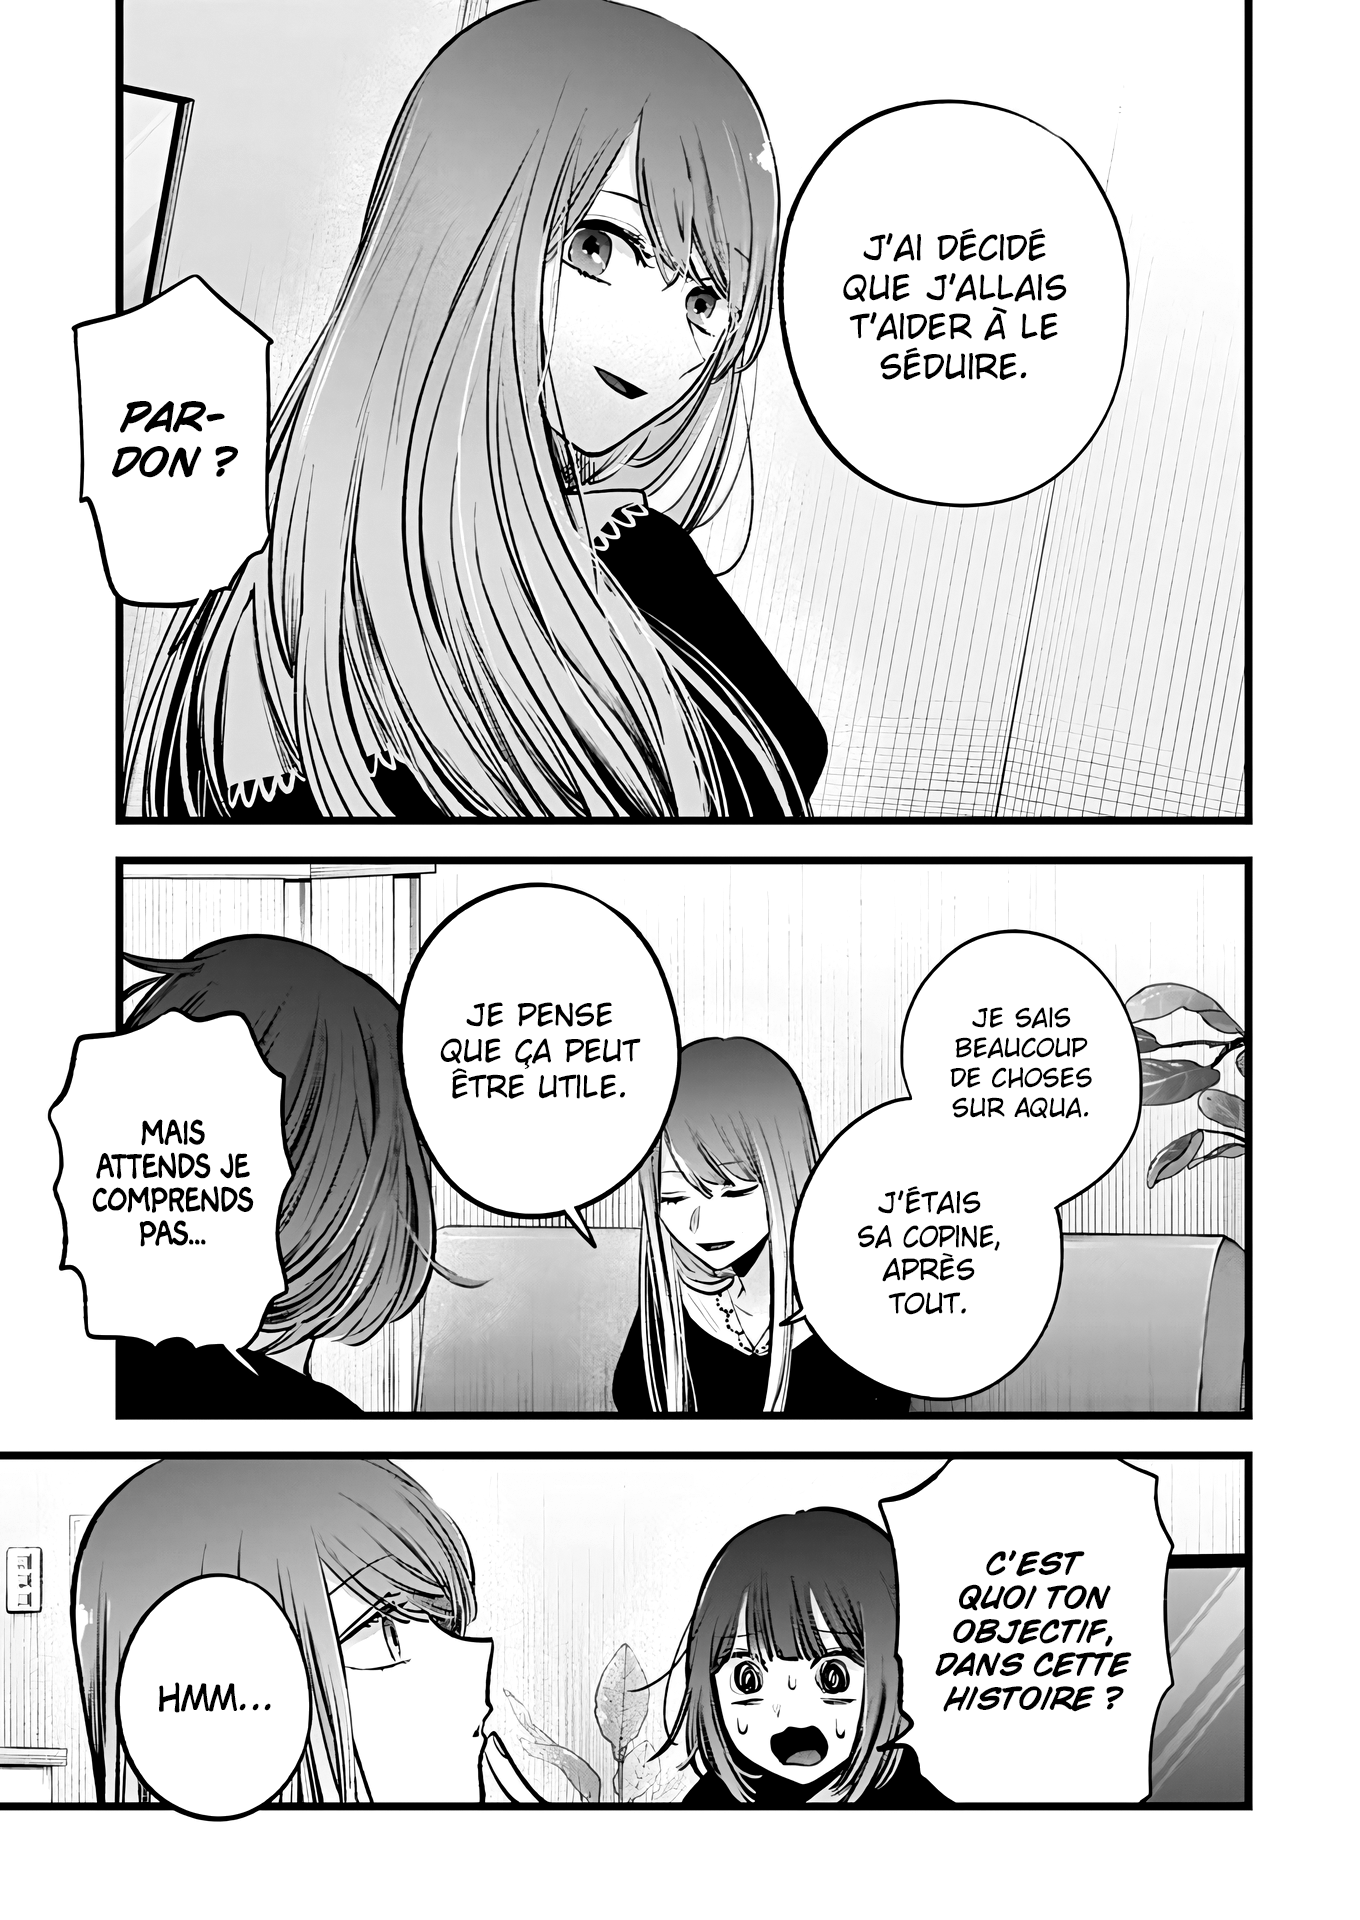 J'AI DÉCIDÉ
QUE J'ALLAIS
T'AIDER À LE
SÉDUIRE.
PAR-
DON ?
JE SAIS
BEAUCOUP
DE CHOSES
SUR AQUA.
J'ÉTAIS
SA COPINE,
APRÈS
TOUT.
JE PENSE
QUE ÇA PEUT
ÊTRE UTILE.
MAIS
ATTENDS JE
COMPRENDS
PAS...
C'EST
QUOI TON
OBJECTIF,
DANS CETTE
HISTOIRE ?
HMM...